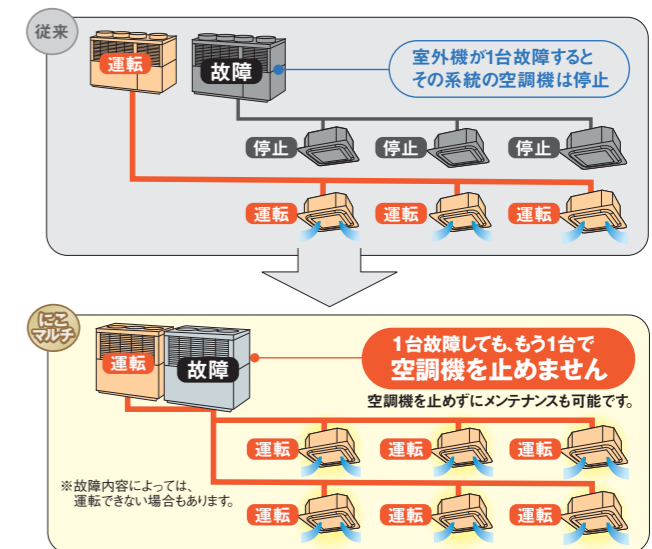 従来
運転
故障
室外機が1台故障すると
その系統の空調機は停止
停止
停止
停止
運転
運転
運転
にこ
マルチ
運転
故障
1台故障しても、もう1台で
空調機を止めません
空調機を止めずにメンテナンスも可能です。
運転
運転
運転
※故障内容によっては、
運転できない場合もあります。
運転
運転
運転